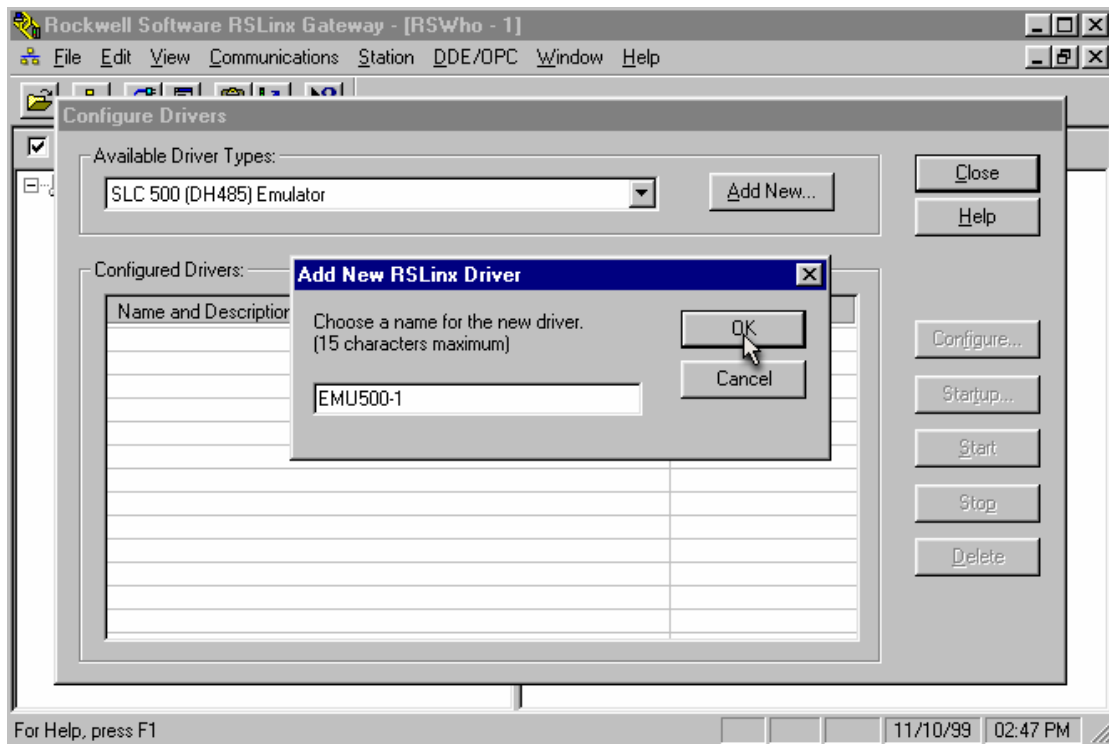 Rockwell Software RSLinx Gateway - [RSWho - 1]
File Edit View Communications Station DDE/OPC Window Help
Configure Drivers
Available Driver Types:
SLC 500 (DH485) Emulator
Add New...
Close
Help
Configured Drivers:
Name and Description
Add New RSLinx Driver
Choose a name for the new driver.
(15 characters maximum)
EMU500-1
OK
Cancel
Configure...
Startup...
Start
Stop
Delete
For Help, press F1
11/10/99
02:47 PM